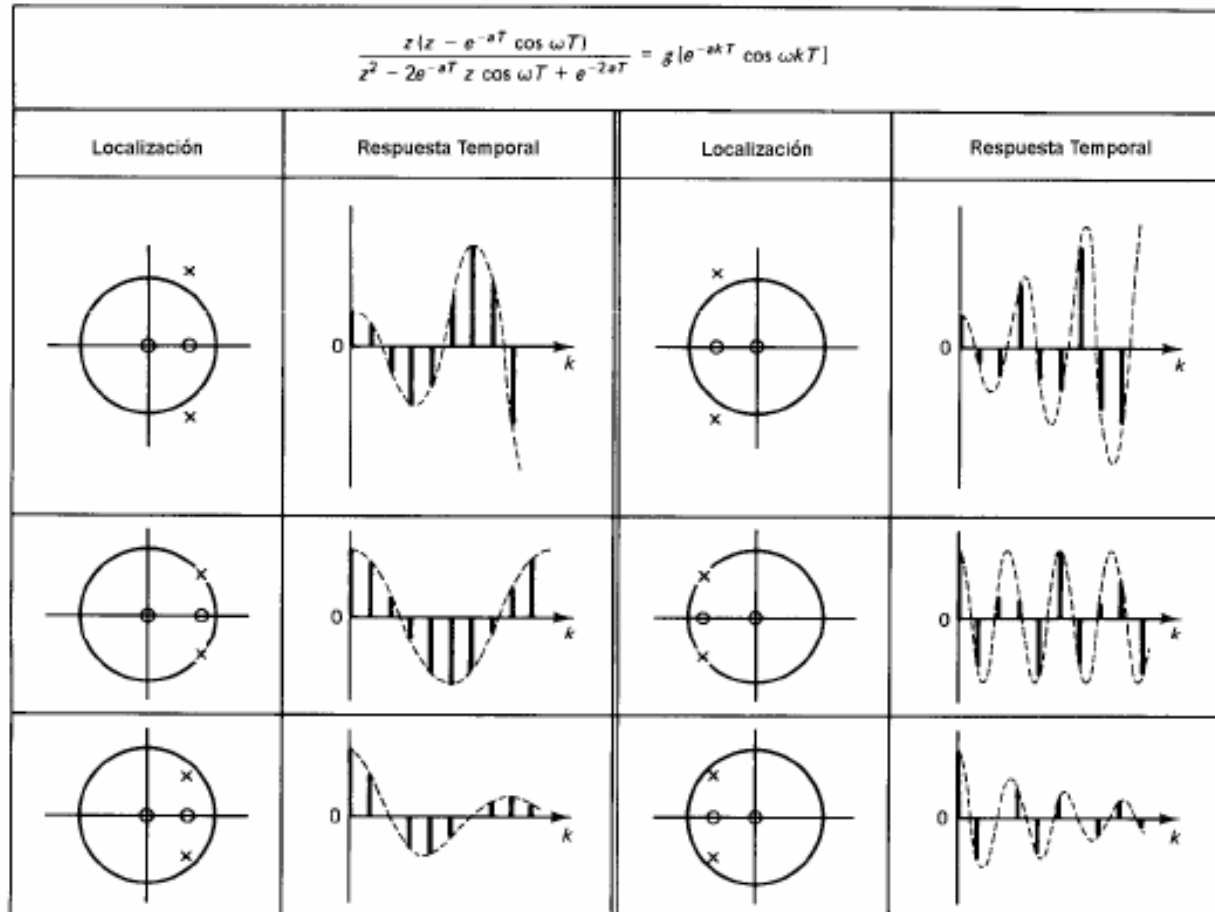 z(z − e^{−aT} cos ωT)
z² − 2e^{−aT} z cos ωT + e^{−2aT} = 𝓏[e^{−akT} cos ωkT]
Localización Respuesta Temporal Localización Respuesta Temporal
0 k 0 k
0 k 0 k
0 k 0 k